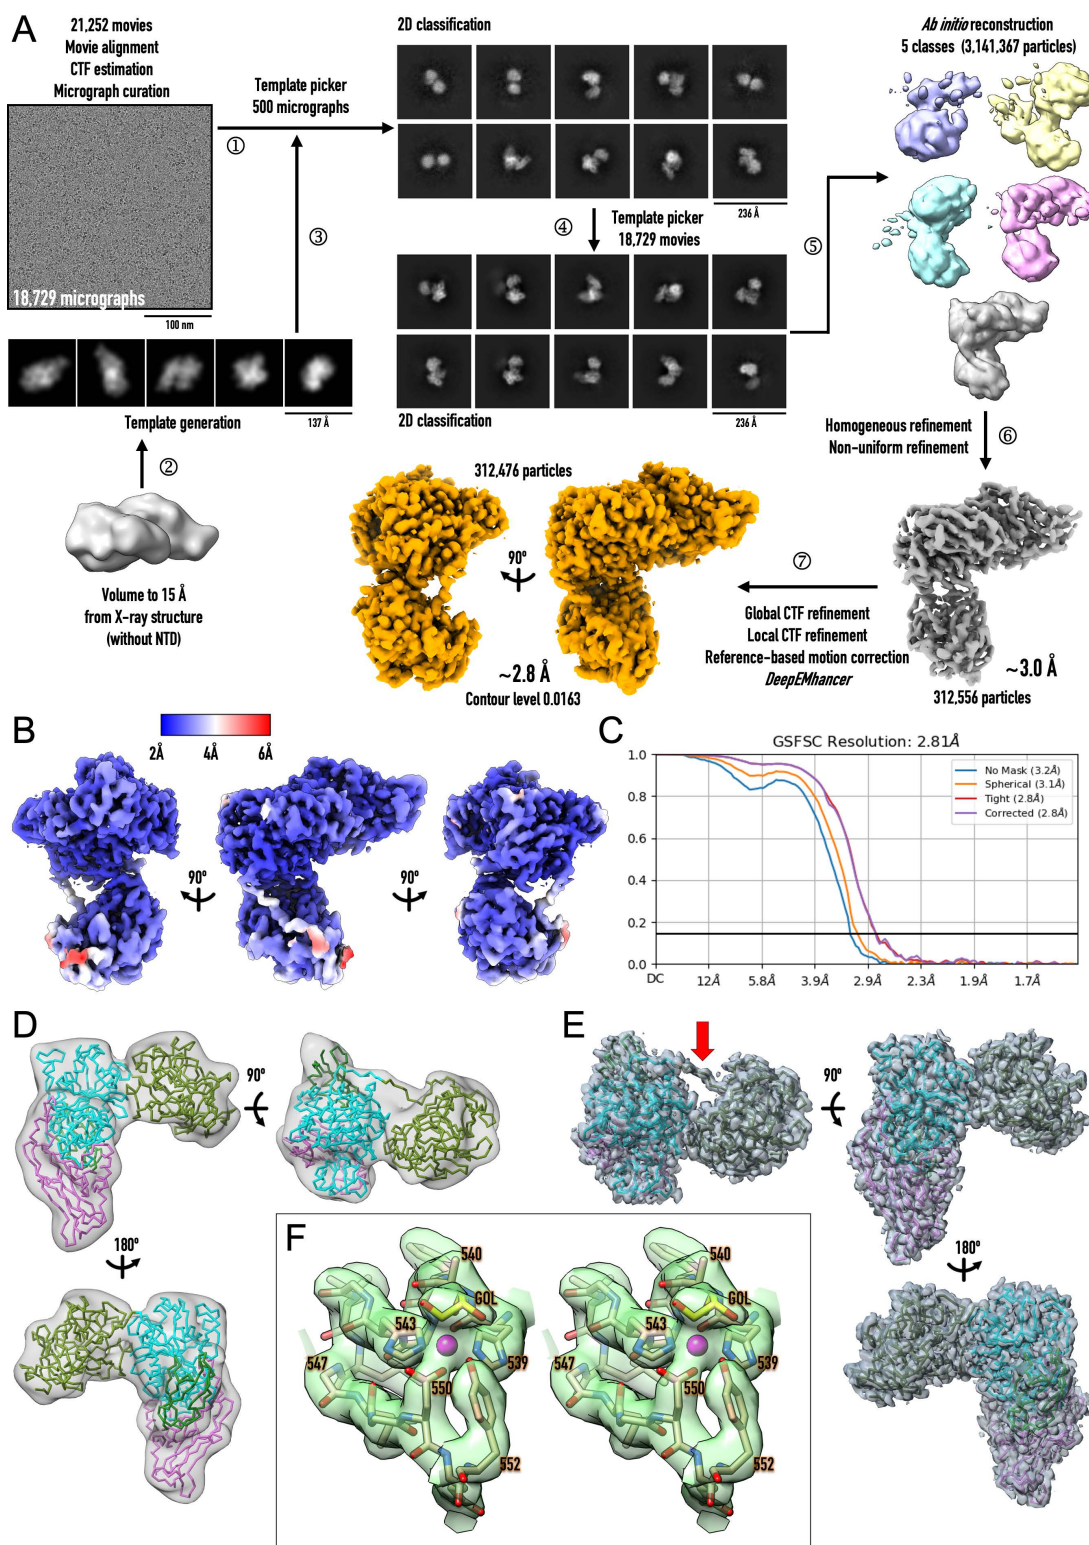 A
21,252 movies
Movie alignment
CTF estimation
Micrograph curation
18,729 micrographs
100 nm
①
Template picker
500 micrographs
③
137 Å
Template generation
②
Volume to 15 Å
from X-ray structure
(without NTD)
2D classification
236 Å
④
Template picker
18,729 movies
2D classification
236 Å
⑤
Ab initio reconstruction
5 classes (3,141,367 particles)
Homogeneous refinement
Non-uniform refinement
⑥
~3.0 Å
312,556 particles
⑦
Global CTF refinement
Local CTF refinement
Reference-based motion correction
DeepEMhancer
312,476 particles
90º
~2.8 Å
Contour level 0.0163
B
2Å
4Å
6Å
90º
90º
C
GSFSC Resolution: 2.81Å
1.0
0.8
0.6
0.4
0.2
0.0
No Mask (3.2Å)
Spherical (3.1Å)
Tight (2.8Å)
Corrected (2.8Å)
DC
12Å
5.8Å
3.9Å
2.9Å
2.3Å
1.9Å
1.7Å
D
90º
180º
E
90º
180º
F
540
GOL
543
547
539
550
552
540
GOL
543
547
539
550
552